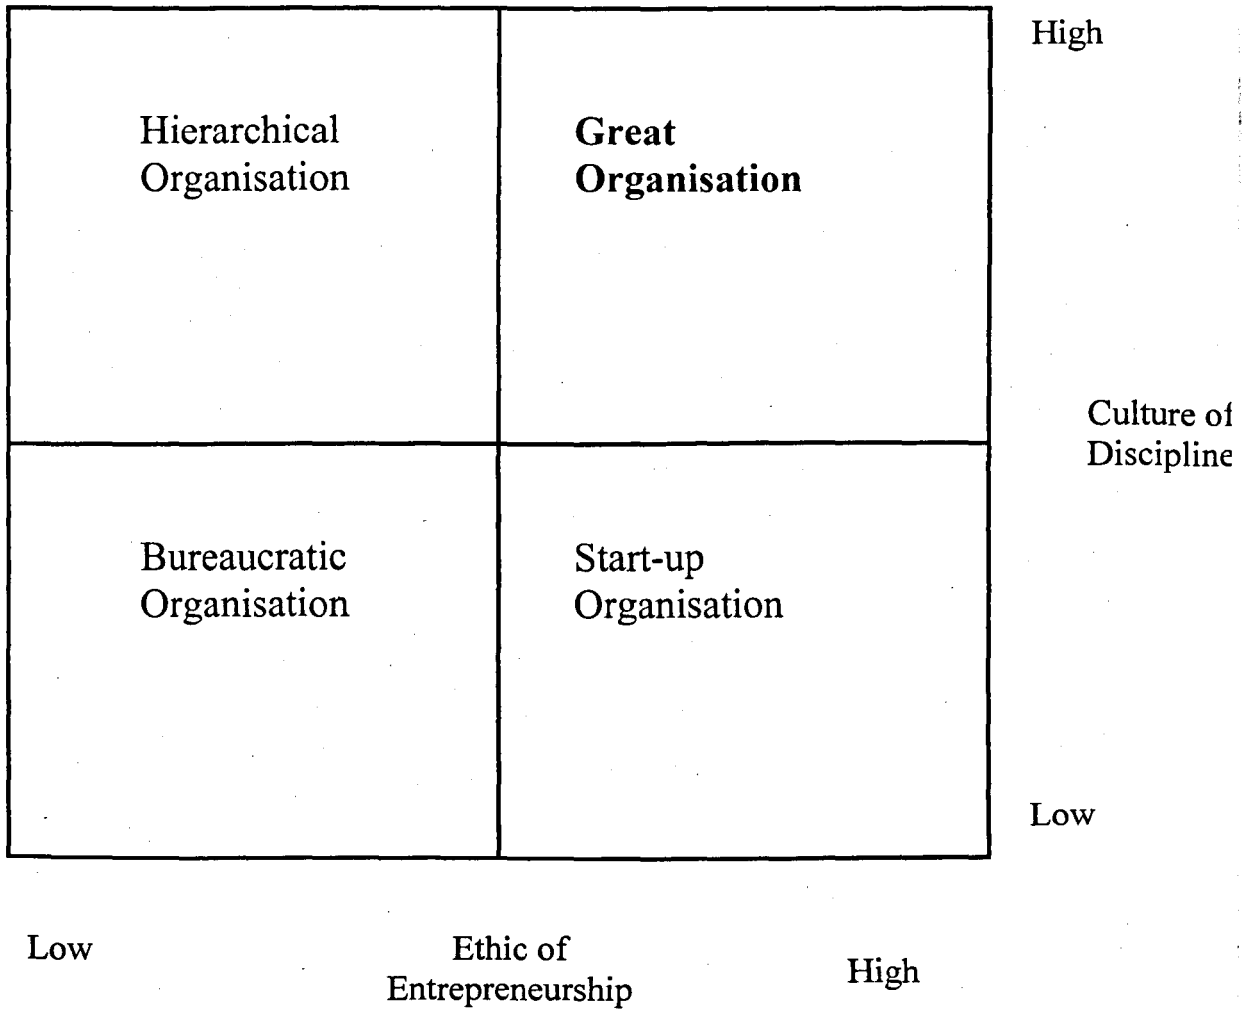 High
Hierarchical
Organisation
Great
Organisation
Culture of
Discipline
Bureaucratic
Organisation
Start-up
Organisation
Low
Low
Ethic of
Entrepreneurship
High